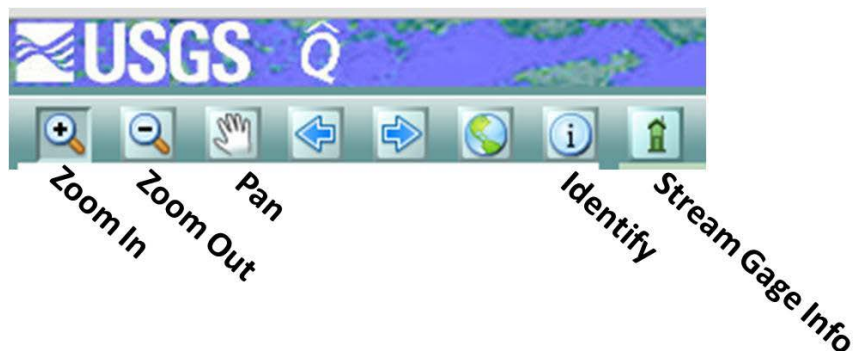 USGS Q̂
Zoom In
Zoom Out
Pan
Identify
Stream Gage Info